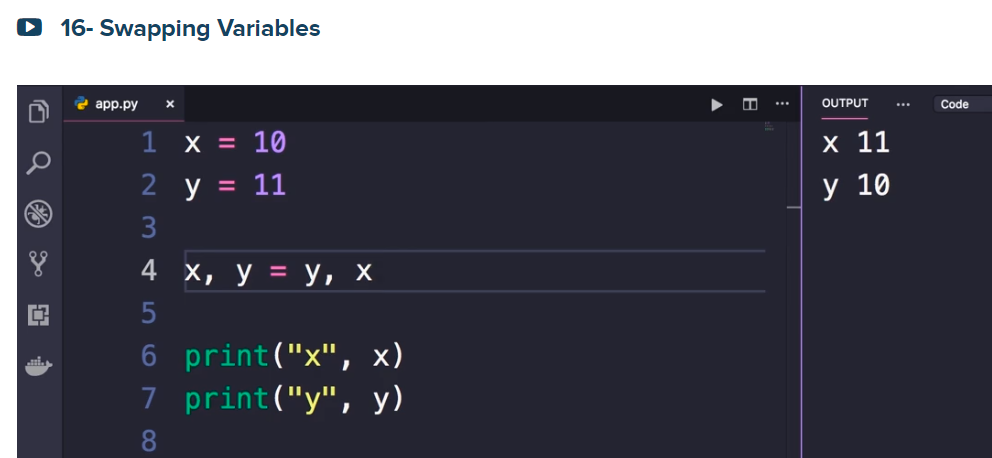 16- Swapping Variables
app.py ×
OUTPUT ... Code
1 x = 10
2 y = 11
3
4 x, y = y, x
5
6 print("x", x)
7 print("y", y)
8
x 11
y 10